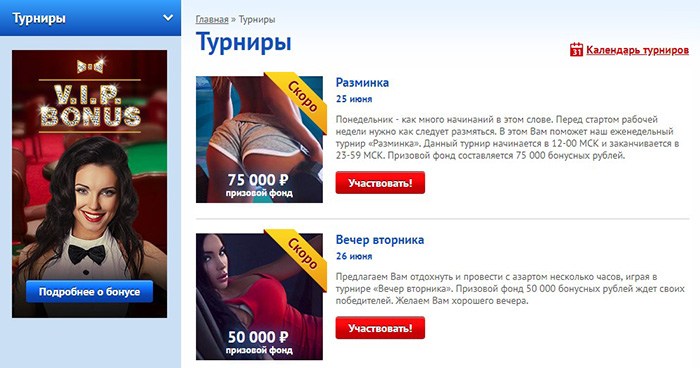 Турниры
V.I.P.
BONUS
Подробнее о бонусе
Главная » Турниры
Турниры
31
Календарь турниров
Скоро
75 000 ₽
призовой фонд
Разминка
25 июня
Понедельник - как много начинаний в этом слове. Перед стартом рабочей
недели нужно как следует размяться. В этом Вам поможет наш еженедельный
турнир «Разминка». Данный турнир начинается в 12-00 МСК и заканчивается в
23-59 МСК. Призовой фонд составляется 75 000 бонусных рублей.
Участвовать!
Скоро
50 000 ₽
призовой фонд
Вечер вторника
26 июня
Предлагаем Вам отдохнуть и провести с азартом несколько часов, играя в
турнире «Вечер вторника». Призовой фонд 50 000 бонусных рублей ждет своих
победителей. Желаем Вам хорошего вечера.
Участвовать!